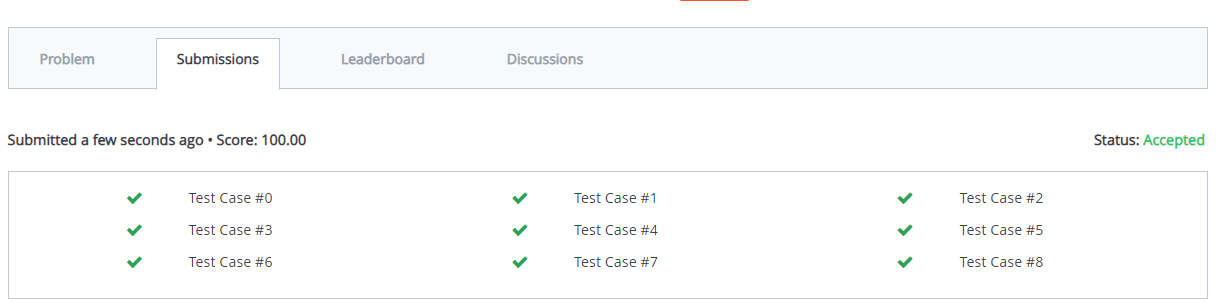 Problem Submissions Leaderboard Discussions
Submitted a few seconds ago • Score: 100.00 Status: Accepted
Test Case #0 Test Case #1 Test Case #2
Test Case #3 Test Case #4 Test Case #5
Test Case #6 Test Case #7 Test Case #8